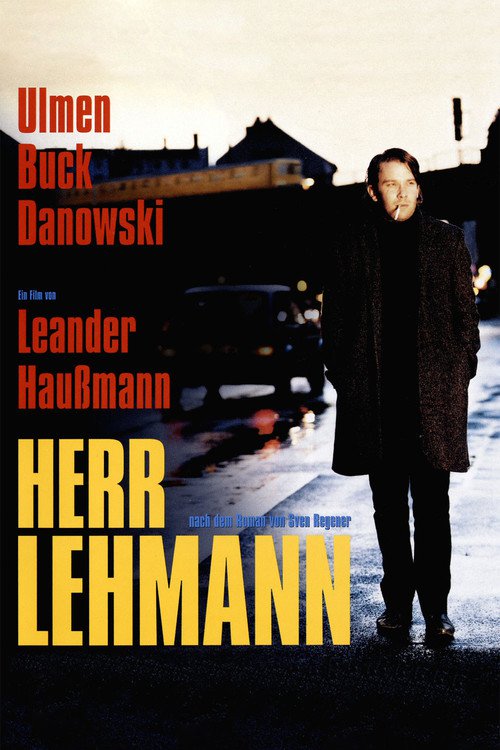 Ulmen
Buck
Danowski
Ein Film von
Leander
Haußmann
HERR
nach dem Roman von Sven Regener
LEHMANN